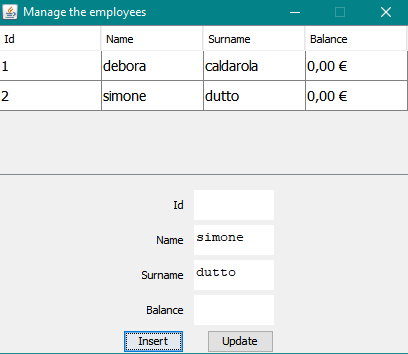 Manage the employees
Id Name Surname Balance
1 debora caldarola 0,00 €
2 simone dutto 0,00 €
Id
Name simone
Surname dutto
Balance
Insert Update